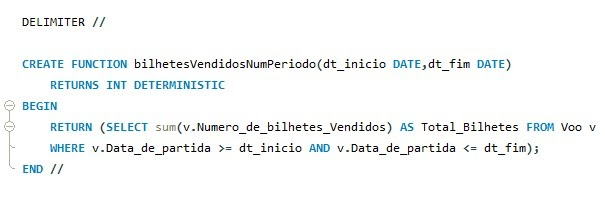 DELIMITER //
CREATE FUNCTION bilhetesVendidosNumPeriodo(dt_inicio DATE,dt_fim DATE)
RETURNS INT DETERMINISTIC
BEGIN
RETURN (SELECT sum(v.Numero_de_bilhetes_Vendidos) AS Total_Bilhetes FROM Voo v
WHERE v.Data_de_partida >= dt_inicio AND v.Data_de_partida <= dt_fim);
END //